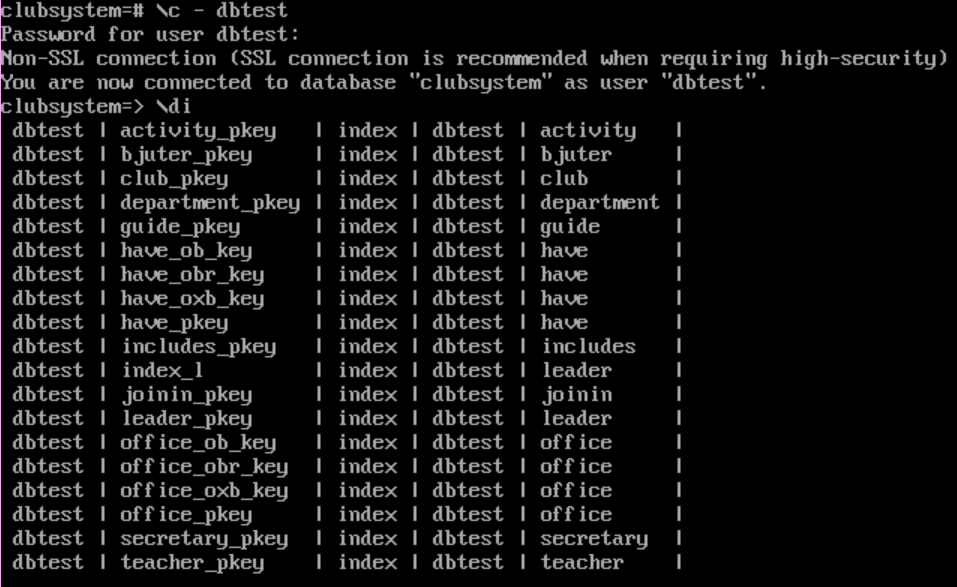 clubsystem=# \c - dbtest
Password for user dbtest:
Non-SSL connection (SSL connection is recommended when requiring high-security)
You are now connected to database "clubsystem" as user "dbtest".
clubsystem=> \di
dbtest | activity_pkey | index | dbtest | activity |
dbtest | bjuter_pkey | index | dbtest | bjuter |
dbtest | club_pkey | index | dbtest | club |
dbtest | department_pkey | index | dbtest | department |
dbtest | guide_pkey | index | dbtest | guide |
dbtest | have_ob_key | index | dbtest | have |
dbtest | have_obr_key | index | dbtest | have |
dbtest | have_oxb_key | index | dbtest | have |
dbtest | have_pkey | index | dbtest | have |
dbtest | includes_pkey | index | dbtest | includes |
dbtest | index_l | index | dbtest | leader |
dbtest | joinin_pkey | index | dbtest | joinin |
dbtest | leader_pkey | index | dbtest | leader |
dbtest | office_ob_key | index | dbtest | office |
dbtest | office_obr_key | index | dbtest | office |
dbtest | office_oxb_key | index | dbtest | office |
dbtest | office_pkey | index | dbtest | office |
dbtest | secretary_pkey | index | dbtest | secretary |
dbtest | teacher_pkey | index | dbtest | teacher |